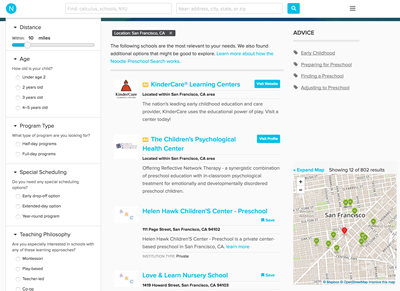 N
Find: calculus, schools, MIT
Near: address, city, state, or zip
Distance
Within 10 miles
Age
How old is your child?
Under age 2
2 years old
3 years old
4-5 years old
Program Type
What type of program are you looking for?
Half-day programs
Full-day programs
Special Scheduling
Do you need any special scheduling
options?
Early drop-off option
Extended-day option
Year-round program
Teaching Philosophy
Are you especially interested in schools with
any of these learning approaches?
Montessori
Play-based
Teacher-led
Co-op
Location: San Francisco, CA ×
The following schools are the most relevant to your needs. We also found
additional options that might be good to explore. Learn more about how the
Noodle Preschool Search works.
KinderCare
KinderCare® Learning Centers
Visit Website
Located within San Francisco, CA area
The nation's leading early childhood education and care
provider, KinderCare uses the educational power of play. Visit a
center today!
The Children's Psychological
Health Center
Visit Profile
Located within San Francisco, CA area
Offering Reflective Network Therapy - a synergistic combination
of preschool education with in-classroom psychological
treatment for emotionally and developmentally disordered
preschool children.
Helen Hawk Children'S Center - Preschool
Save
111 Page Street, San Francisco, CA 94102
Helen Hawk Children'S Center - Preschool is a private center-
based preschool in San Francisco, CA. learn more
INSTITUTION TYPE: Private
Love & Learn Nursery School
Save
1419 Howard Street, San Francisco, CA 94103
ADVICE
Early Childhood
Preparing for Preschool
Finding a Preschool
Adjusting to Preschool
« Expand Map
Showing 12 of 802 results
+
-
San Francisco
© Mapbox © OpenStreetMap Improve this map